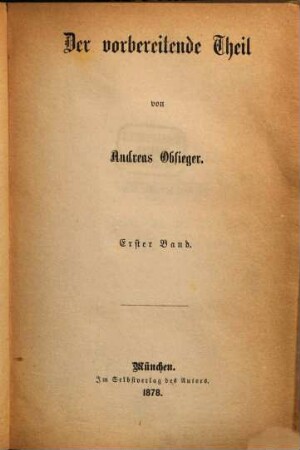 Der vorbereitende Theil
von
Andreas Obsieger.
Erster Band.
München.
Im Selbstverlag des Autors.
1878.